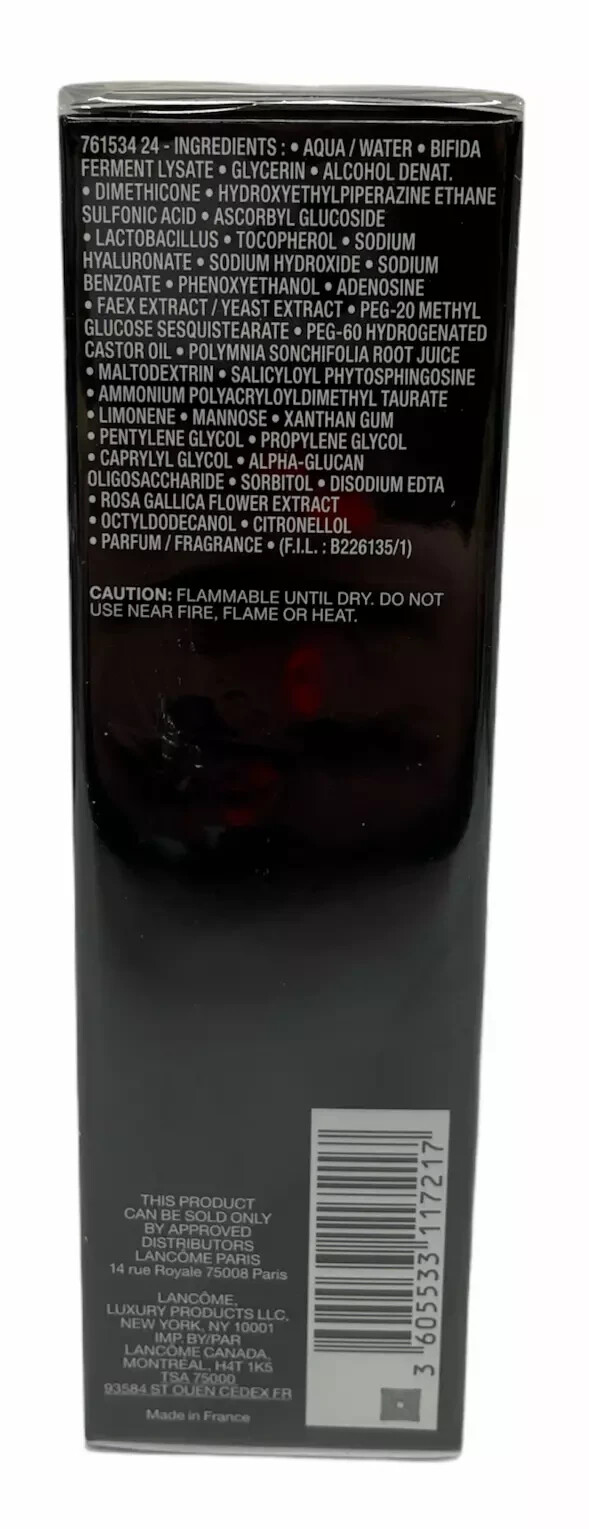 761534 24 - INGREDIENTS : • AQUA / WATER • BIFIDA
FERMENT LYSATE • GLYCERIN • ALCOHOL DENAT.
• DIMETHICONE • HYDROXYETHYLPIPERAZINE ETHANE
SULFONIC ACID • ASCORBYL GLUCOSIDE
• LACTOBACILLUS • TOCOPHEROL • SODIUM
HYALURONATE • SODIUM HYDROXIDE • SODIUM
BENZOATE • PHENOXYETHANOL • ADENOSINE
• FAEX EXTRACT / YEAST EXTRACT • PEG-20 METHYL
GLUCOSE SESQUISTEARATE • PEG-60 HYDROGENATED
CASTOR OIL • POLYMNIA SONCHIFOLIA ROOT JUICE
• MALTODEXTRIN • SALICYLOYL PHYTOSPHINGOSINE
• AMMONIUM POLYACRYLOYLDIMETHYL TAURATE
• LIMONENE • MANNOSE • XANTHAN GUM
• PENTYLENE GLYCOL • PROPYLENE GLYCOL
• CAPRYLYL GLYCOL • ALPHA-GLUCAN
OLIGOSACCHARIDE • SORBITOL • DISODIUM EDTA
• ROSA GALLICA FLOWER EXTRACT
• OCTYLDODECANOL • CITRONELLOL
• PARFUM / FRAGRANCE • (F.I.L. : B226135/1)
CAUTION: FLAMMABLE UNTIL DRY. DO NOT
USE NEAR FIRE, FLAME OR HEAT.
THIS PRODUCT
CAN BE SOLD ONLY
BY APPROVED
DISTRIBUTORS
LANCÔME PARIS
14 rue Royale 75008 Paris
LANCÔME,
LUXURY PRODUCTS LLC,
NEW YORK, NY 10001
IMP. BY/PAR
LANCÔME CANADA,
MONTRÉAL, H4T 1K5
TSA 75000
93584 ST OUEN CEDEX FR
Made in France
3 605533 117217